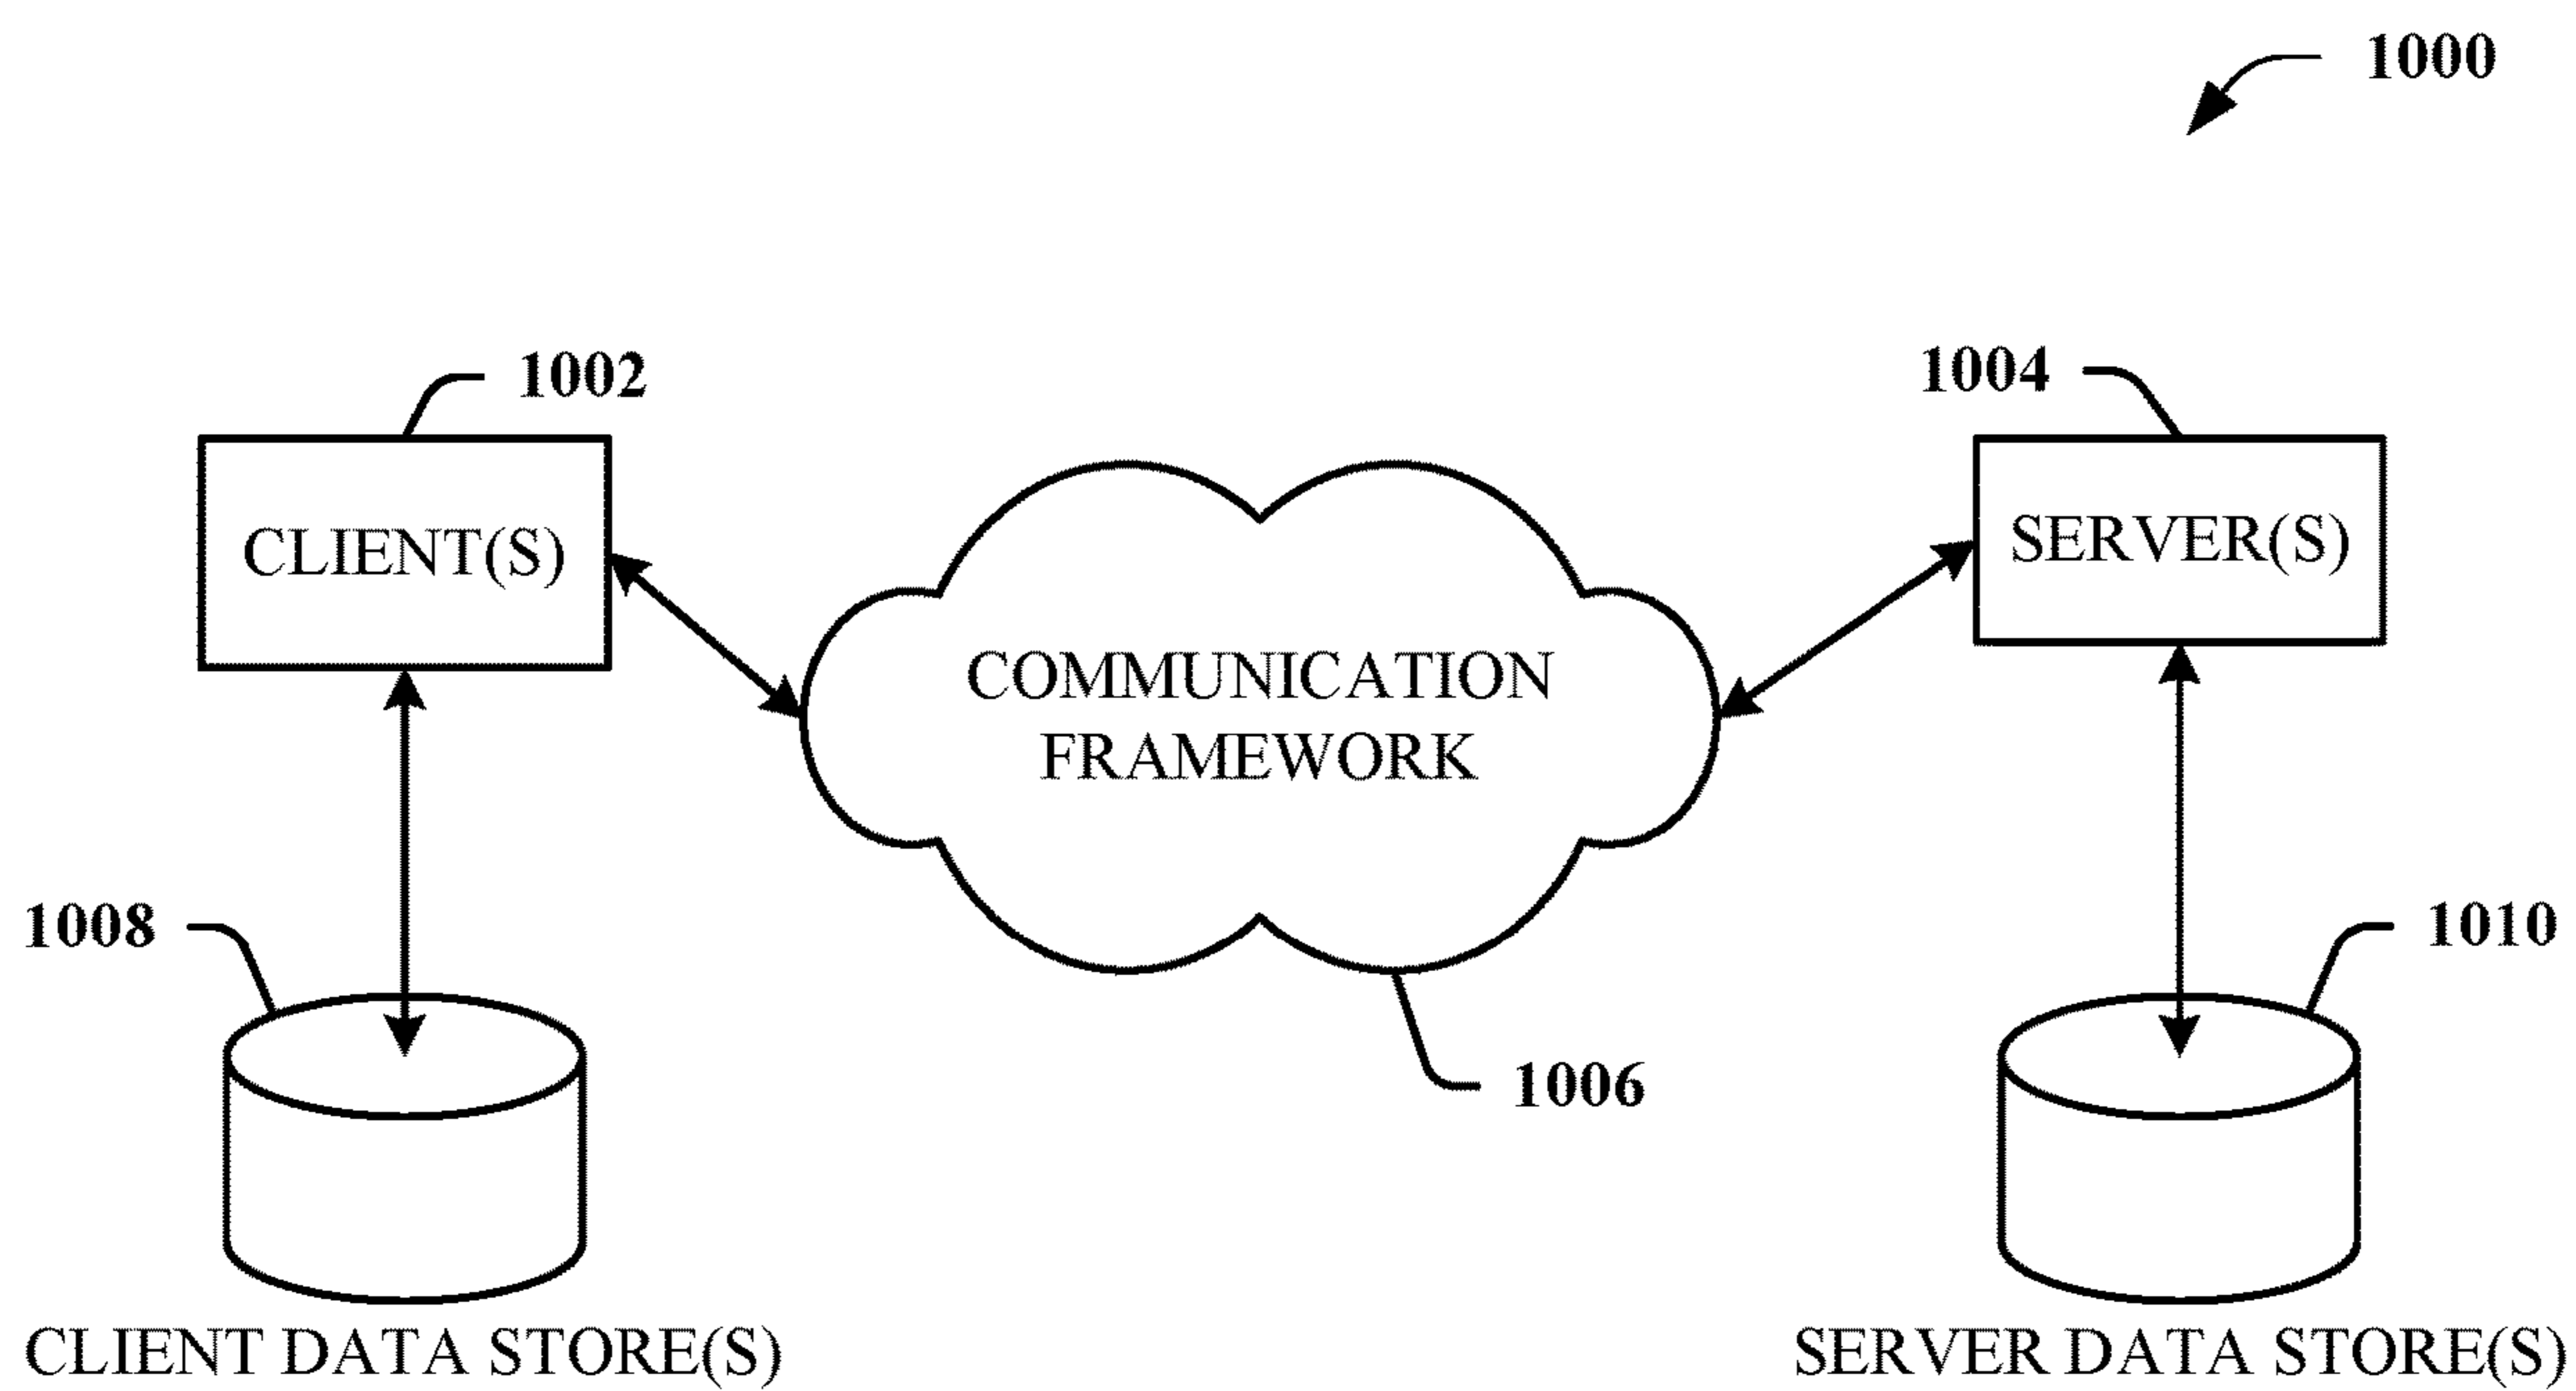 1000
1002
1004
CLIENT(S)
SERVER(S)
COMMUNICATION
FRAMEWORK
1008
1010
1006
CLIENT DATA STORE(S)
SERVER DATA STORE(S)